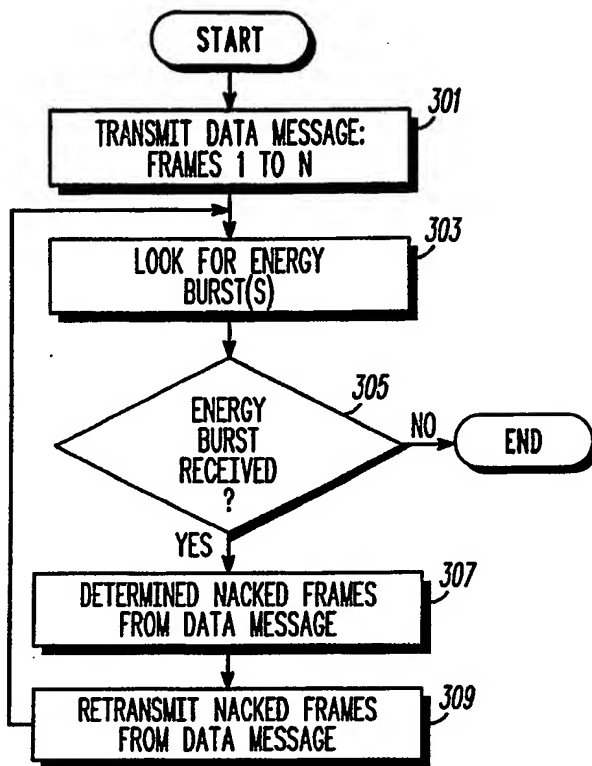 START
301
TRANSMIT DATA MESSAGE:
FRAMES 1 TO N
303
LOOK FOR ENERGY
BURST(S)
305
ENERGY
BURST
RECEIVED
?
NO
END
YES
307
DETERMINED NACKED FRAMES
FROM DATA MESSAGE
RETRANSMIT NACKED FRAMES
FROM DATA MESSAGE
309